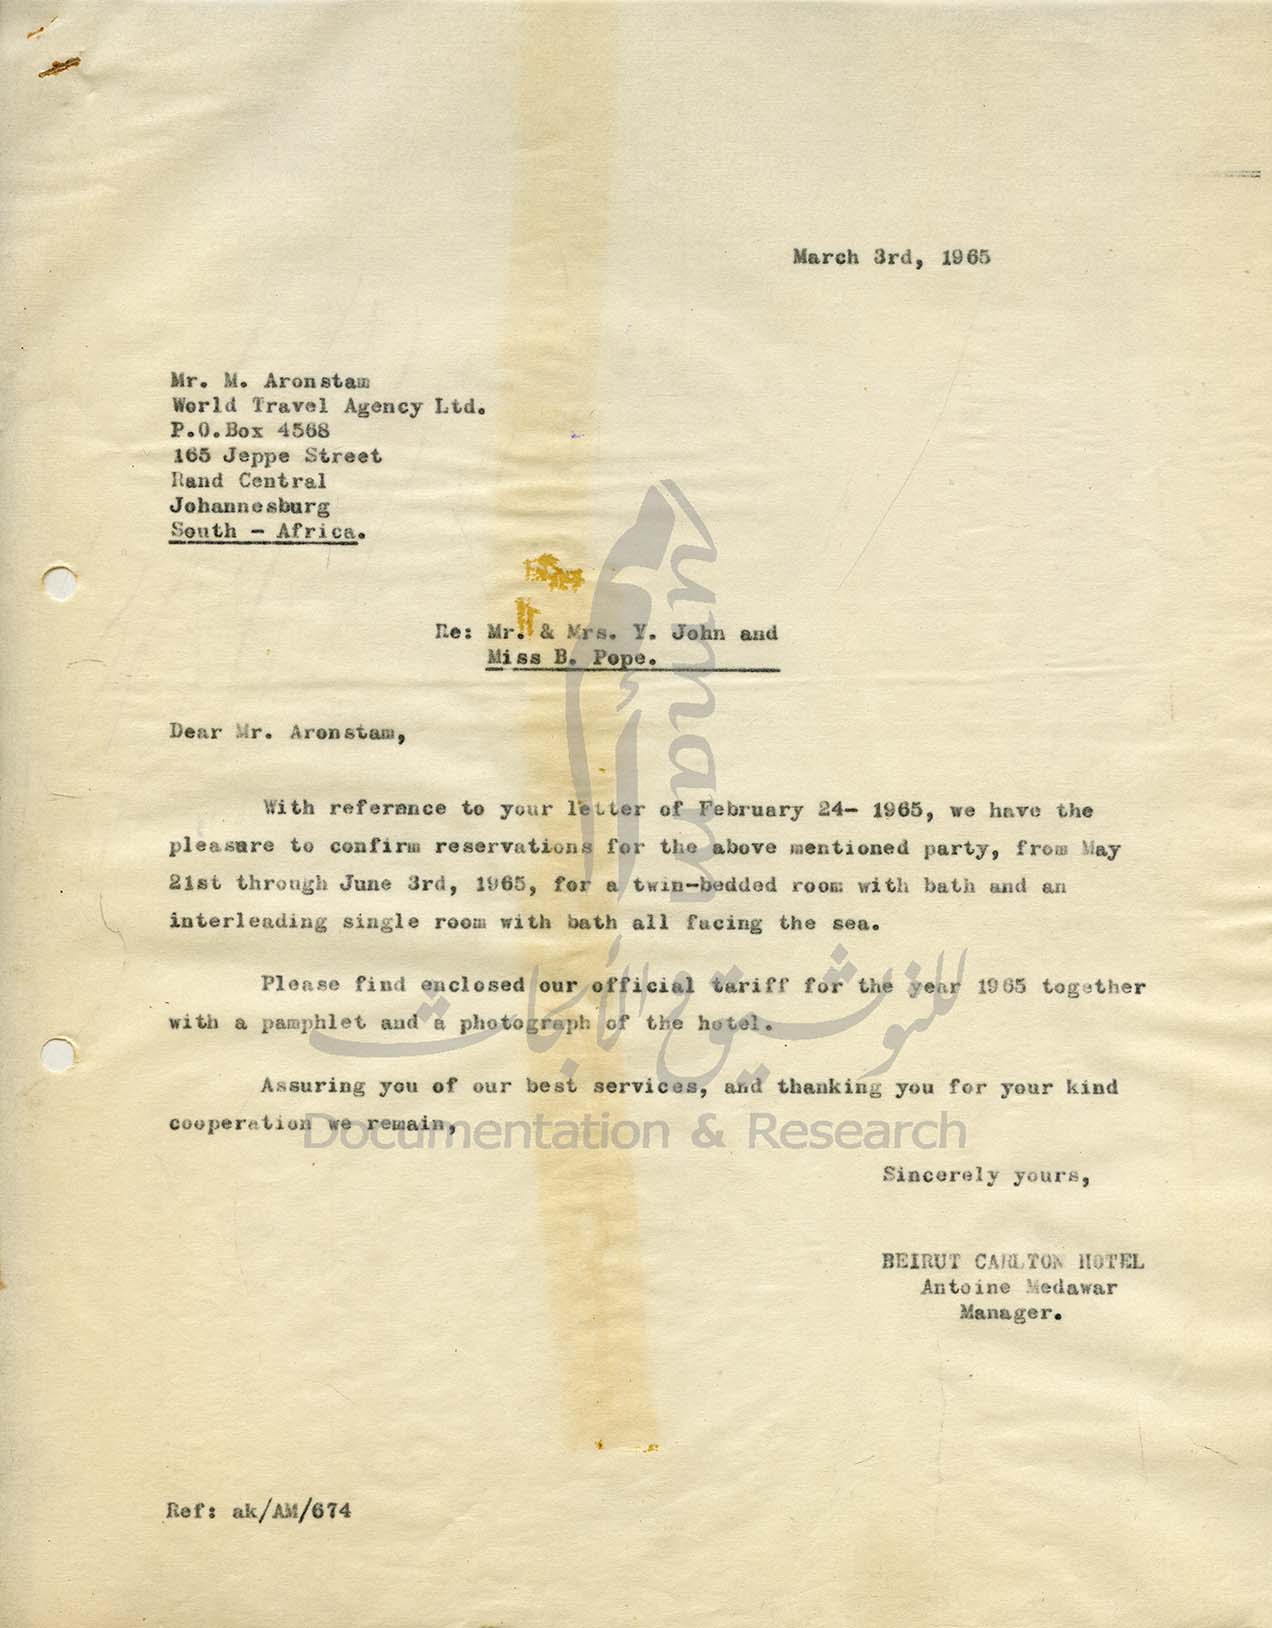 March 3rd, 1965
Mr. M. Aronstam
World Travel Agency Ltd.
P.O.Box 4568
165 Jeppe Street
Rand Central
Johannesburg
South - Africa.
Re: Mr. & Mrs. Y. John and
Miss B. Pope.
Dear Mr. Aronstam,
With reference to your letter of February 24- 1965, we have the
pleasure to confirm reservations for the above mentioned party, from May
21st through June 3rd, 1965, for a twin-bedded room with bath and an
interleading single room with bath all facing the sea.
Please find enclosed our official tariff for the year 1965 together
with a pamphlet and a photograph of the hotel.
Assuring you of our best services, and thanking you for your kind
cooperation we remain,
Sincerely yours,
BEIRUT CARLTON HOTEL
Antoine Medawar
Manager.
Ref: ak/AM/674
أمم
umam
للتوثيق والأبحاث
Documentation & Research